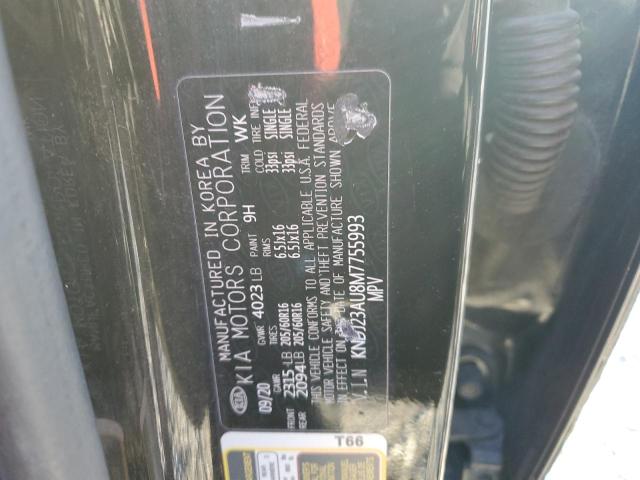 MANUFACTURED IN KOREA BY
KIA KIA MOTORS CORPORATION
09/20 GVWR 4023 LB PAINT 9H TRIM WK
GAWR TIRES RIMS COLD TIRE
FRONT 2315 LB 205/60R16 6.5Jx16 33psi SINGLE
REAR 2094 LB 205/60R16 6.5Jx16 33psi SINGLE
THIS VEHICLE CONFORMS TO ALL APPLICABLE U.S.A. FEDERAL
MOTOR VEHICLE SAFETY AND THEFT PREVENTION STANDARDS
IN EFFECT ON DATE OF MANUFACTURE SHOWN ABOVE
V.I.N KNDJ23AU8M7755993
MPV
T66